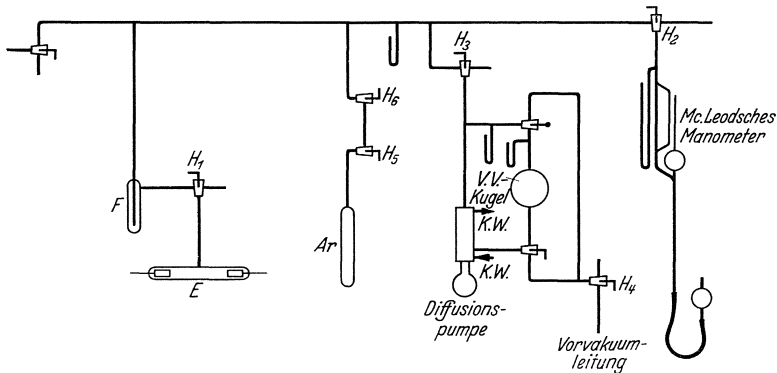 H3
H2
H6
H5
H1
F
E
Ar
V.V.-
Kugel
K.W.
K.W.
Diffusions-
pumpe
H4
Vorvakuum-
leitung
Mc.Leodsches
Manometer